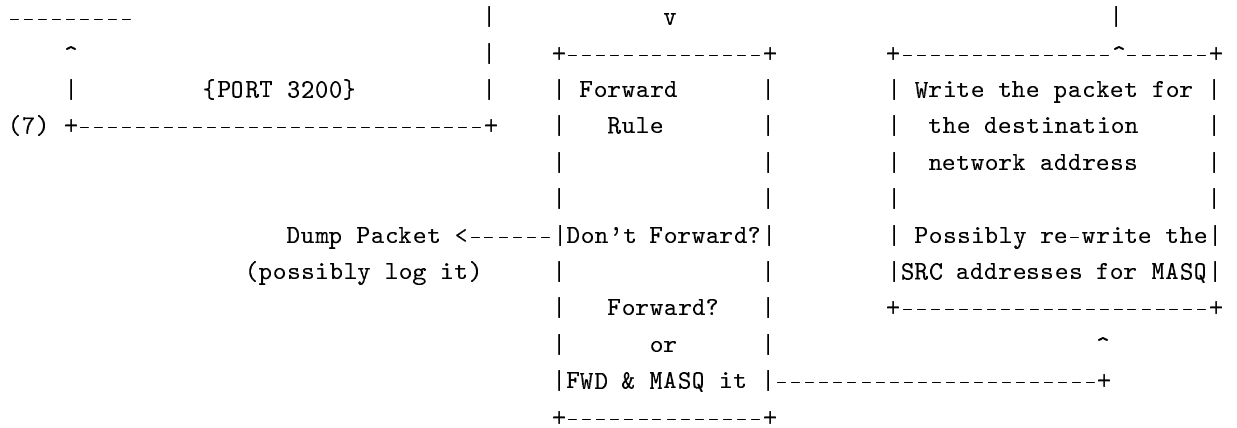 ---------                          |            v                               |
    ^                              |    +--------------+        +---------------^------+
    |         {PORT 3200}          |    | Forward      |        | Write the packet for |
(7) +-----------------------------+    |   Rule       |        |  the destination     |
                                        |              |        |  network address     |
                                        |              |        |                      |
                    Dump Packet <------|Don't Forward?|        | Possibly re-write the|
                 (possibly log it)      |              |        |SRC addresses for MASQ|
                                        |   Forward?   |        +----------------------+
                                        |      or      |                       ^
                                        |FWD & MASQ it |-----------------------+
                                        +--------------+